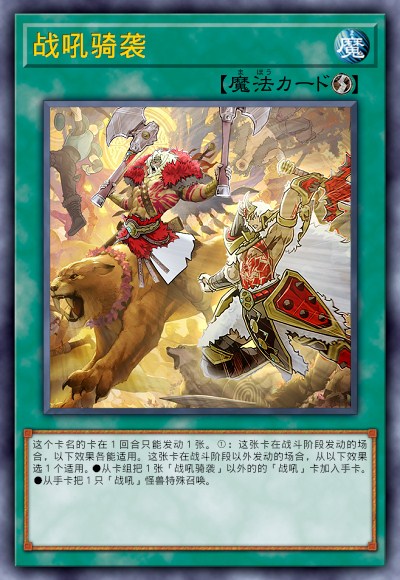 战吼骑袭
魔
【魔法カード】
ま ほう
这个卡名的卡在1回合只能发动1张。①：这张卡在战斗阶段发动的场
合，以下效果各能适用。这张卡在战斗阶段以外发动的场合，从以下效果
选1个适用。●从卡组把1张「战吼骑袭」以外的的「战吼」卡加入手卡。
●从手卡把1只「战吼」怪兽特殊召唤。